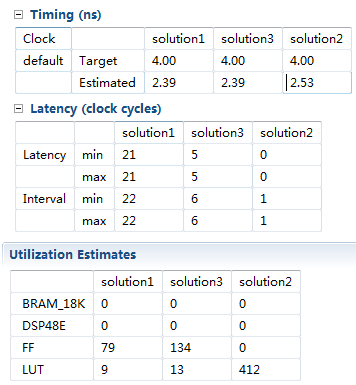 Timing (ns)
Clock solution1 solution3 solution2
default Target 4.00 4.00 4.00
Estimated 2.39 2.39 2.53
Latency (clock cycles)
solution1 solution3 solution2
Latency min 21 5 0
max 21 5 0
Interval min 22 6 1
max 22 6 1
Utilization Estimates
solution1 solution3 solution2
BRAM_18K 0 0 0
DSP48E 0 0 0
FF 79 134 0
LUT 9 13 412